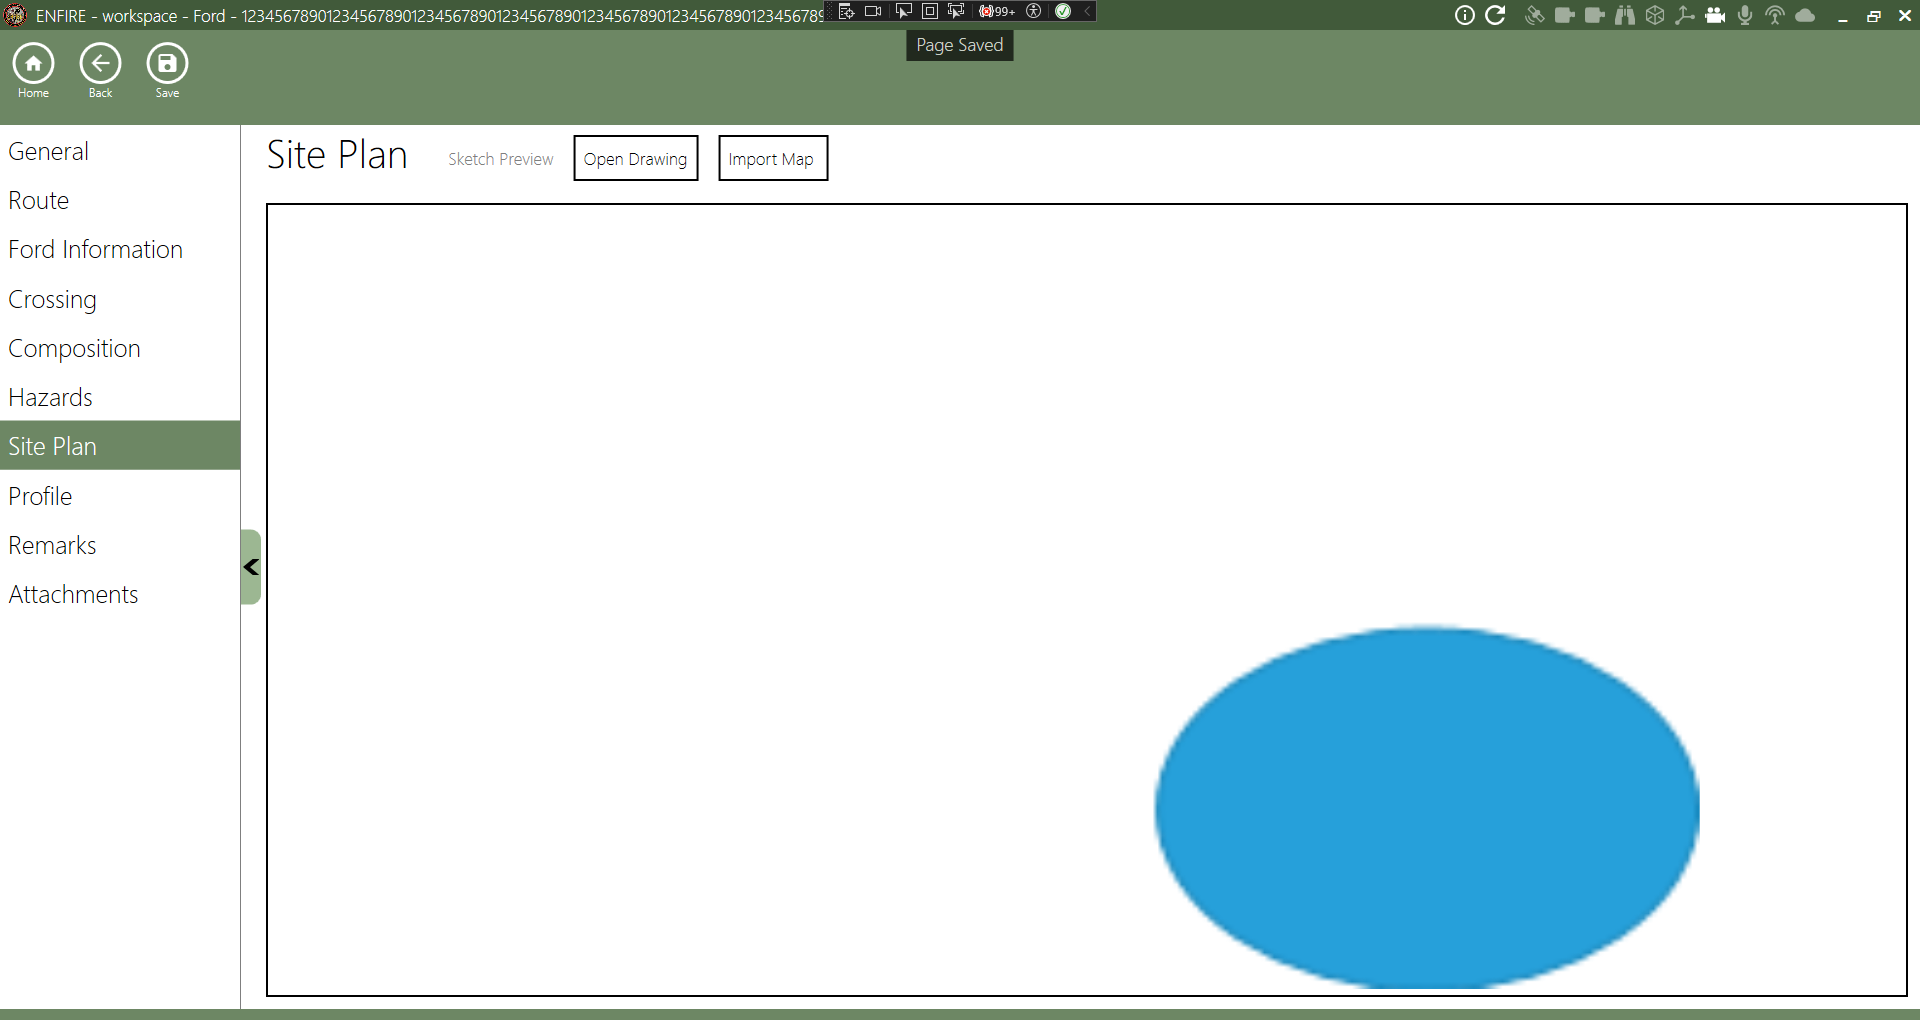 ENFIRE - workspace - Ford - 1234567890123456789012345678901234567890123456789012345678901234567890123456789
99+
Page Saved
Home
Back
Save
General
Route
Ford Information
Crossing
Composition
Hazards
Site Plan
Profile
Remarks
Attachments
Site Plan
Sketch Preview
Open Drawing
Import Map